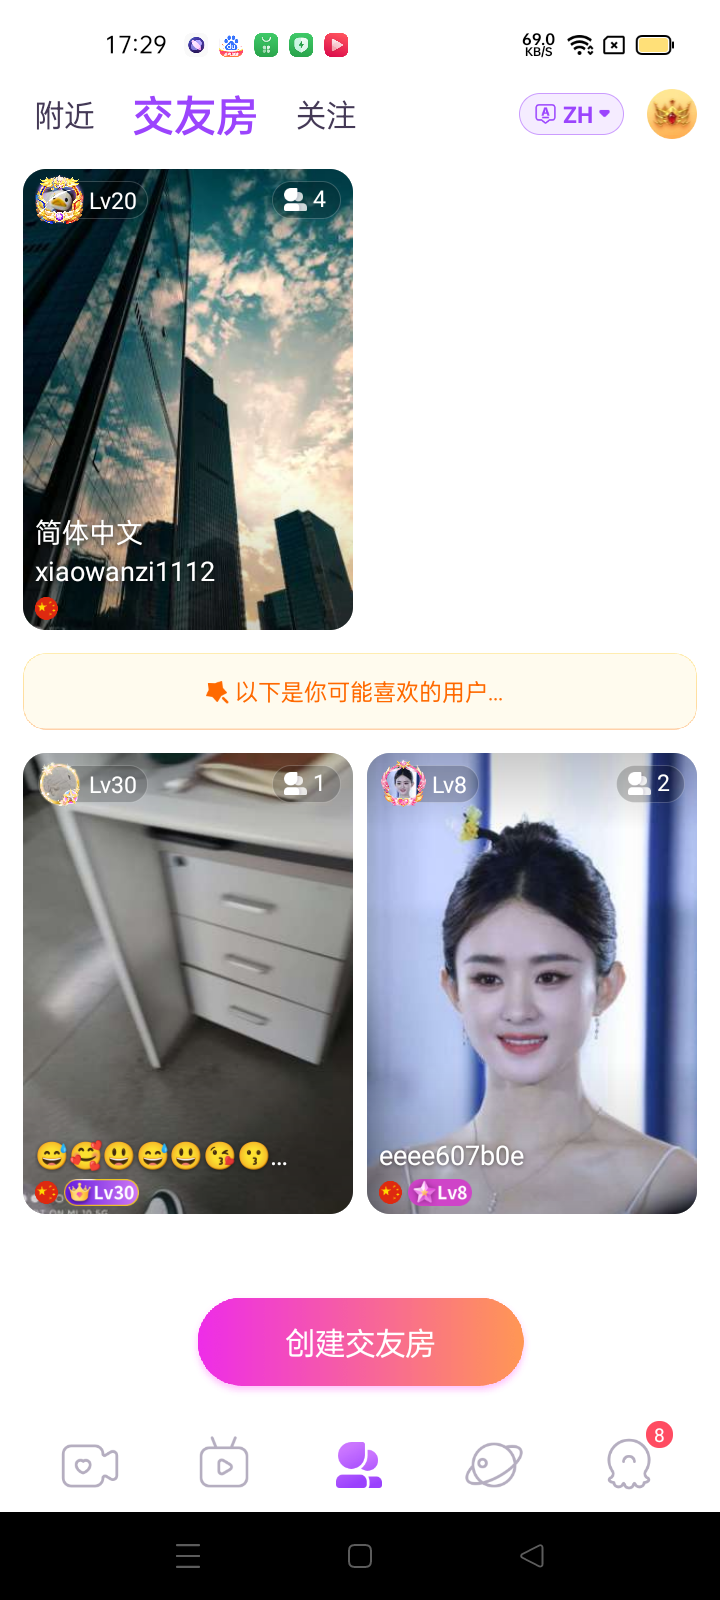 17:29
69.0
KB/S
附近 交友房 关注
ZH
Lv20
4
简体中文
xiaowanzi1112
以下是你可能喜欢的用户...
Lv30
1
😅🥰😃😅😃😘😗...
Lv30
Lv8
2
eeee607b0e
Lv8
创建交友房
8